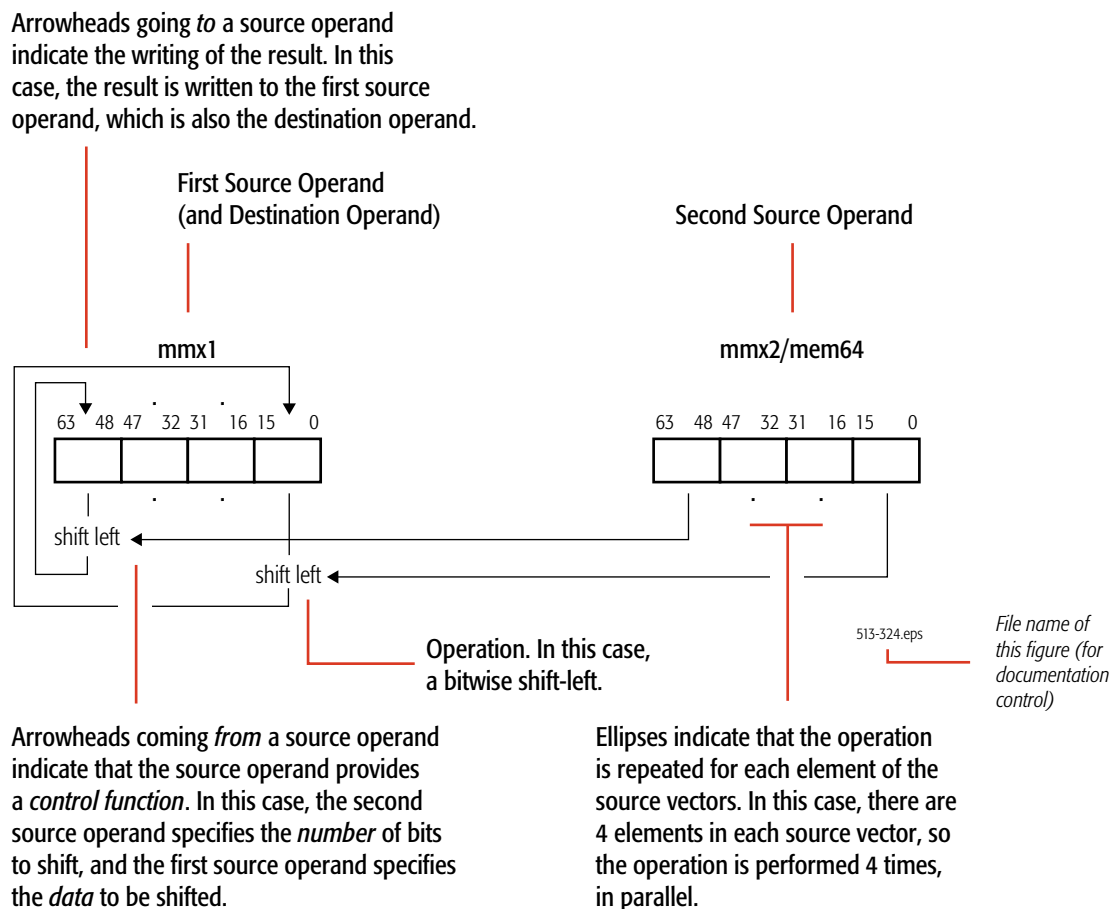 Arrowheads going to a source operand
indicate the writing of the result. In this
case, the result is written to the first source
operand, which is also the destination operand.
First Source Operand
(and Destination Operand)
Second Source Operand
mmx1
mmx2/mem64
. .
63 48 47 32 31 16 15 0
63 48 47 32 31 16 15 0
. .
. .
shift left
shift left
Operation. In this case,
a bitwise shift-left.
513-324.eps
File name of
this figure (for
documentation
control)
Arrowheads coming from a source operand
indicate that the source operand provides
a control function. In this case, the second
source operand specifies the number of bits
to shift, and the first source operand specifies
the data to be shifted.
Ellipses indicate that the operation
is repeated for each element of the
source vectors. In this case, there are
4 elements in each source vector, so
the operation is performed 4 times,
in parallel.